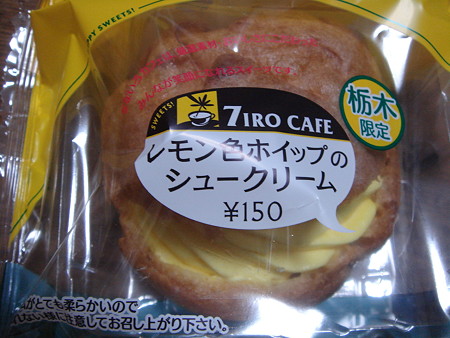 HAPPY SWEETS!
SWEETS!
7IRO CAFE
栃木
限定
レモン色ホイップの
シュークリーム
¥150
がとても柔らかいので
ない様に注意してお召し上がり下さい。